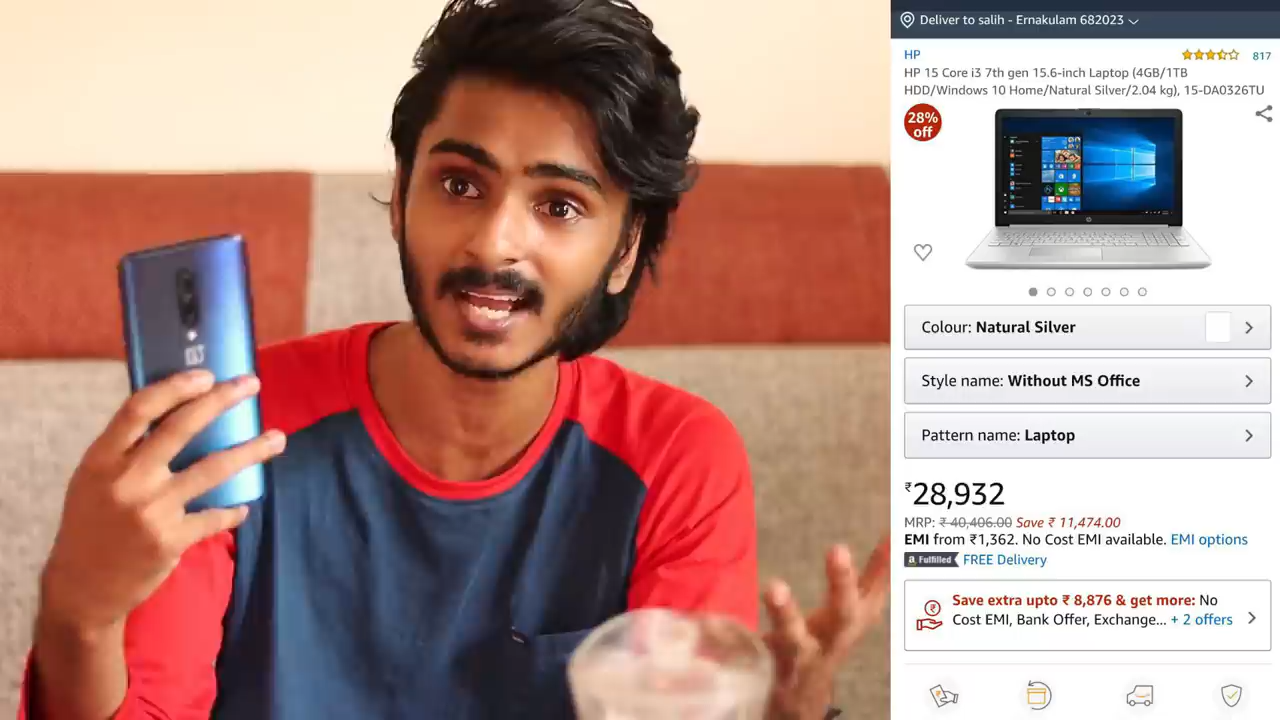 Deliver to salih - Ernakulam 682023
HP
817
HP 15 Core i3 7th gen 15.6-inch Laptop (4GB/1TB
HDD/Windows 10 Home/Natural Silver/2.04 kg), 15-DA0326TU
28%
off
Colour: Natural Silver
Style name: Without MS Office
Pattern name: Laptop
₹28,932
MRP: ₹ 40,406.00 Save ₹ 11,474.00
EMI from ₹1,362. No Cost EMI available. EMI options
a Fulfilled FREE Delivery
Save extra upto ₹ 8,876 & get more: No
Cost EMI, Bank Offer, Exchange... + 2 offers